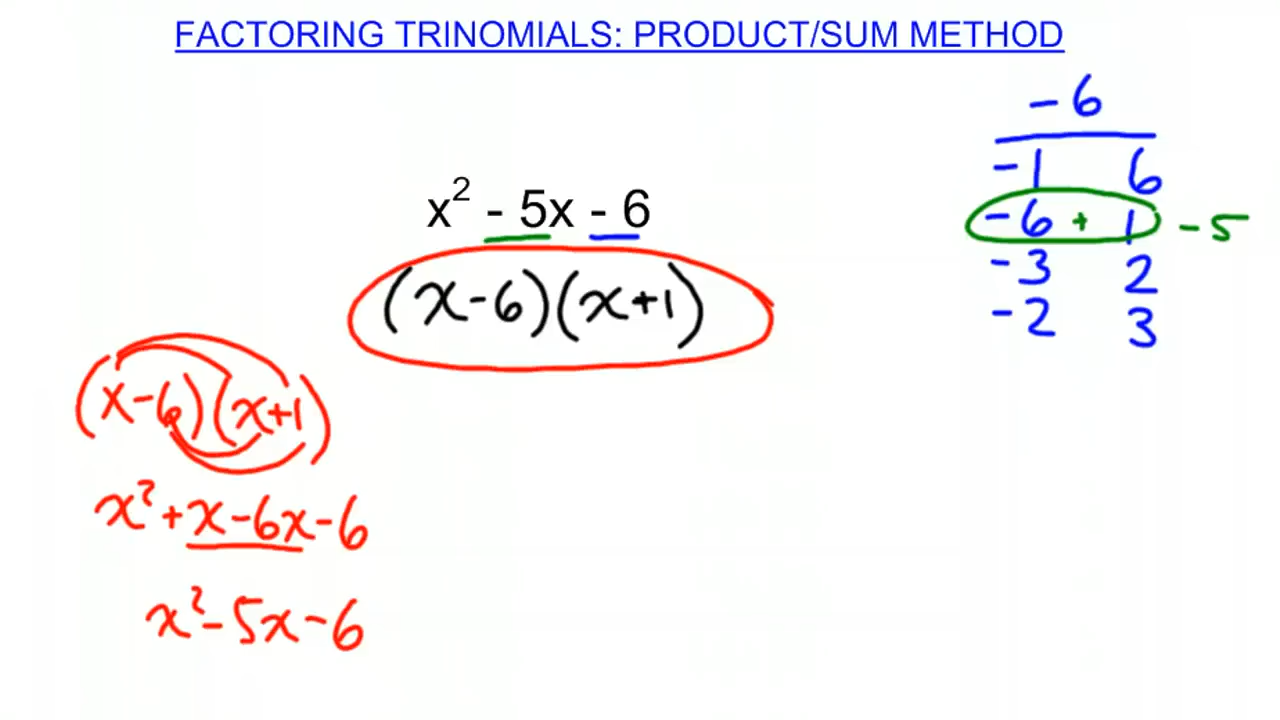 FACTORING TRINOMIALS: PRODUCT/SUM METHOD
x² - 5x - 6
(x-6)(x+1)
-6
-1 6
-6 + 1 -5
-3 2
-2 3
(x-6)(x+1)
x²+x-6x-6
x²-5x-6